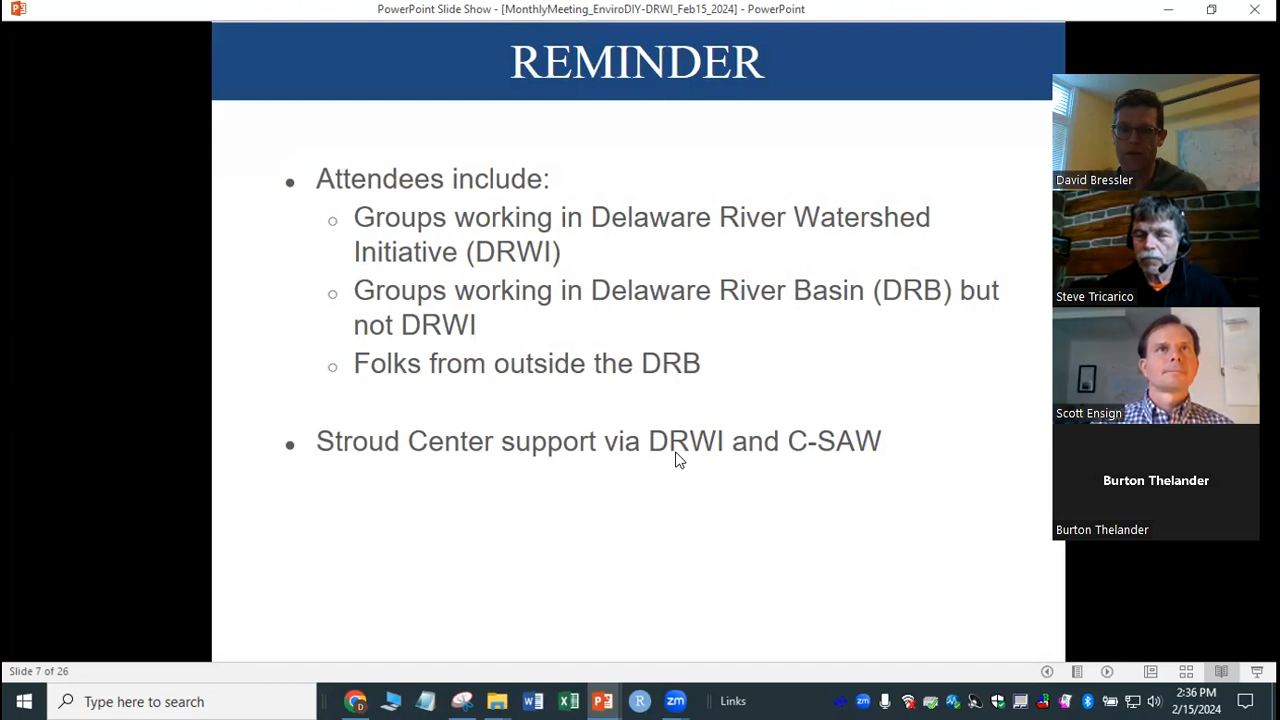 PowerPoint Slide Show - [MonthlyMeeting_EnviroDIY-DRWI_Feb15_2024] - PowerPoint
REMINDER
Attendees include:
Groups working in Delaware River Watershed
Initiative (DRWI)
Groups working in Delaware River Basin (DRB) but
not DRWI
Folks from outside the DRB
Stroud Center support via DRWI and C-SAW
David Bressler
Steve Tricarico
Scott Ensign
Burton Thelander
Burton Thelander
Slide 7 of 26
Type here to search
Links
2:36 PM
2/15/2024